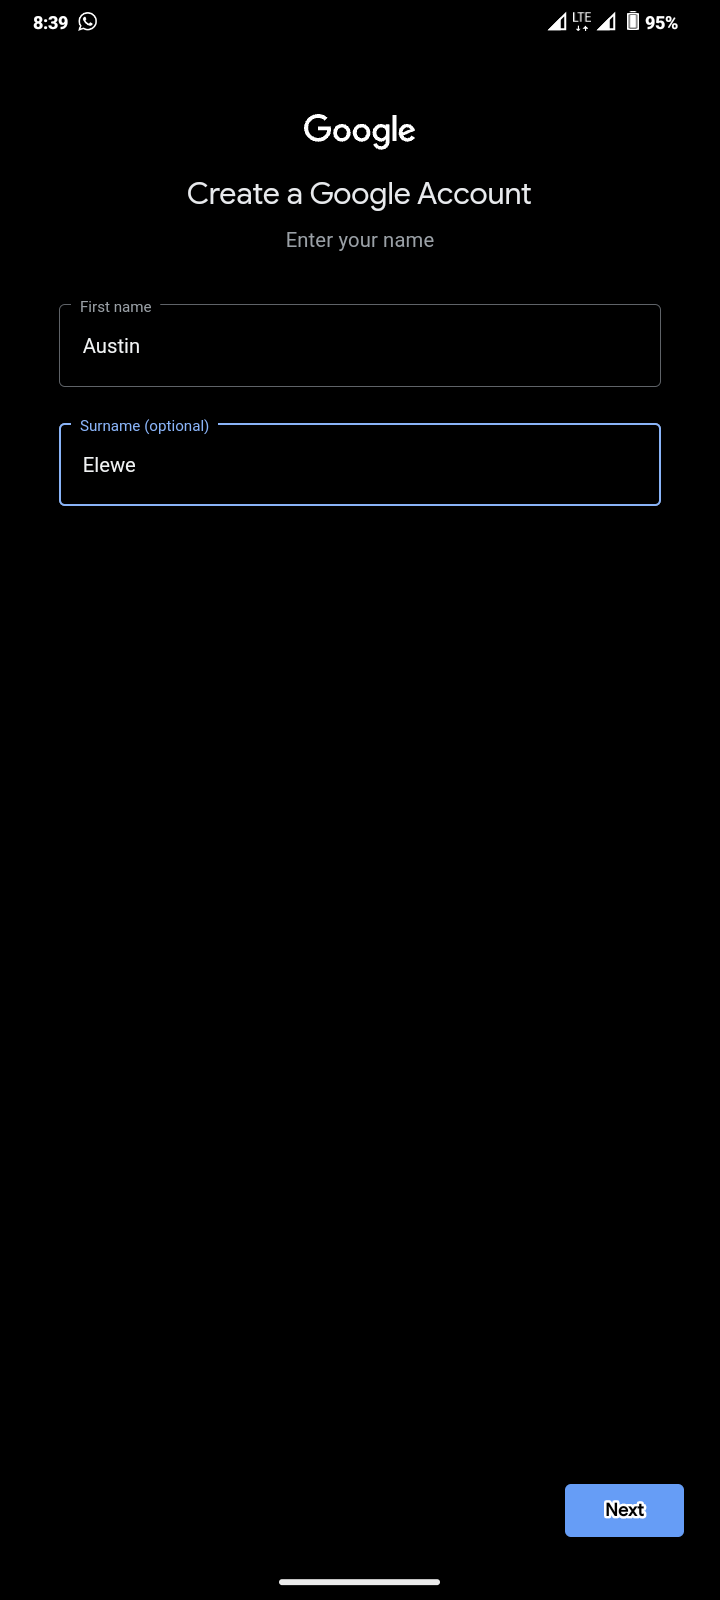 8:39 LTE 95%
Google
Create a Google Account
Enter your name
First name
Austin
Surname (optional)
Elewe
Next